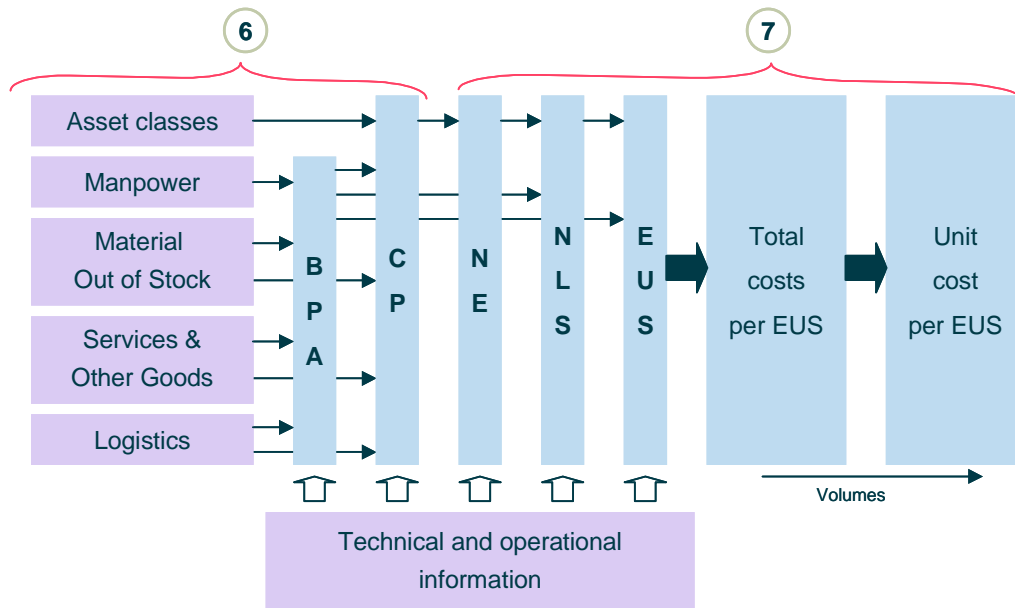 6
7
Asset classes
Manpower
Material
Out of Stock
Services &
Other Goods
Logistics
B
P
A
C
P
N
E
N
L
S
E
U
S
Total
costs
per EUS
Unit
cost
per EUS
Volumes
Technical and operational
information